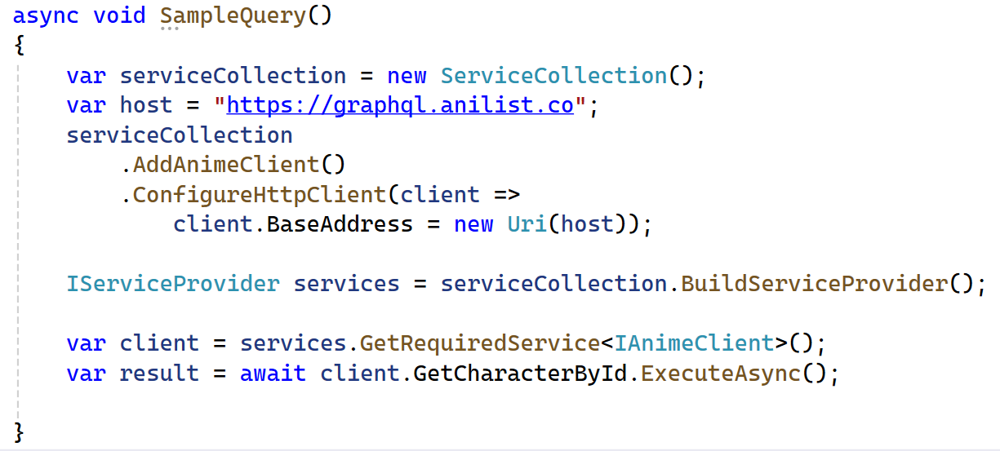 async void SampleQuery()
{
    var serviceCollection = new ServiceCollection();
    var host = "https://graphql.anilist.co";
    serviceCollection
        .AddAnimeClient()
        .ConfigureHttpClient(client =>
            client.BaseAddress = new Uri(host));

    IServiceProvider services = serviceCollection.BuildServiceProvider();

    var client = services.GetRequiredService<IAnimeClient>();
    var result = await client.GetCharacterById.ExecuteAsync();

}